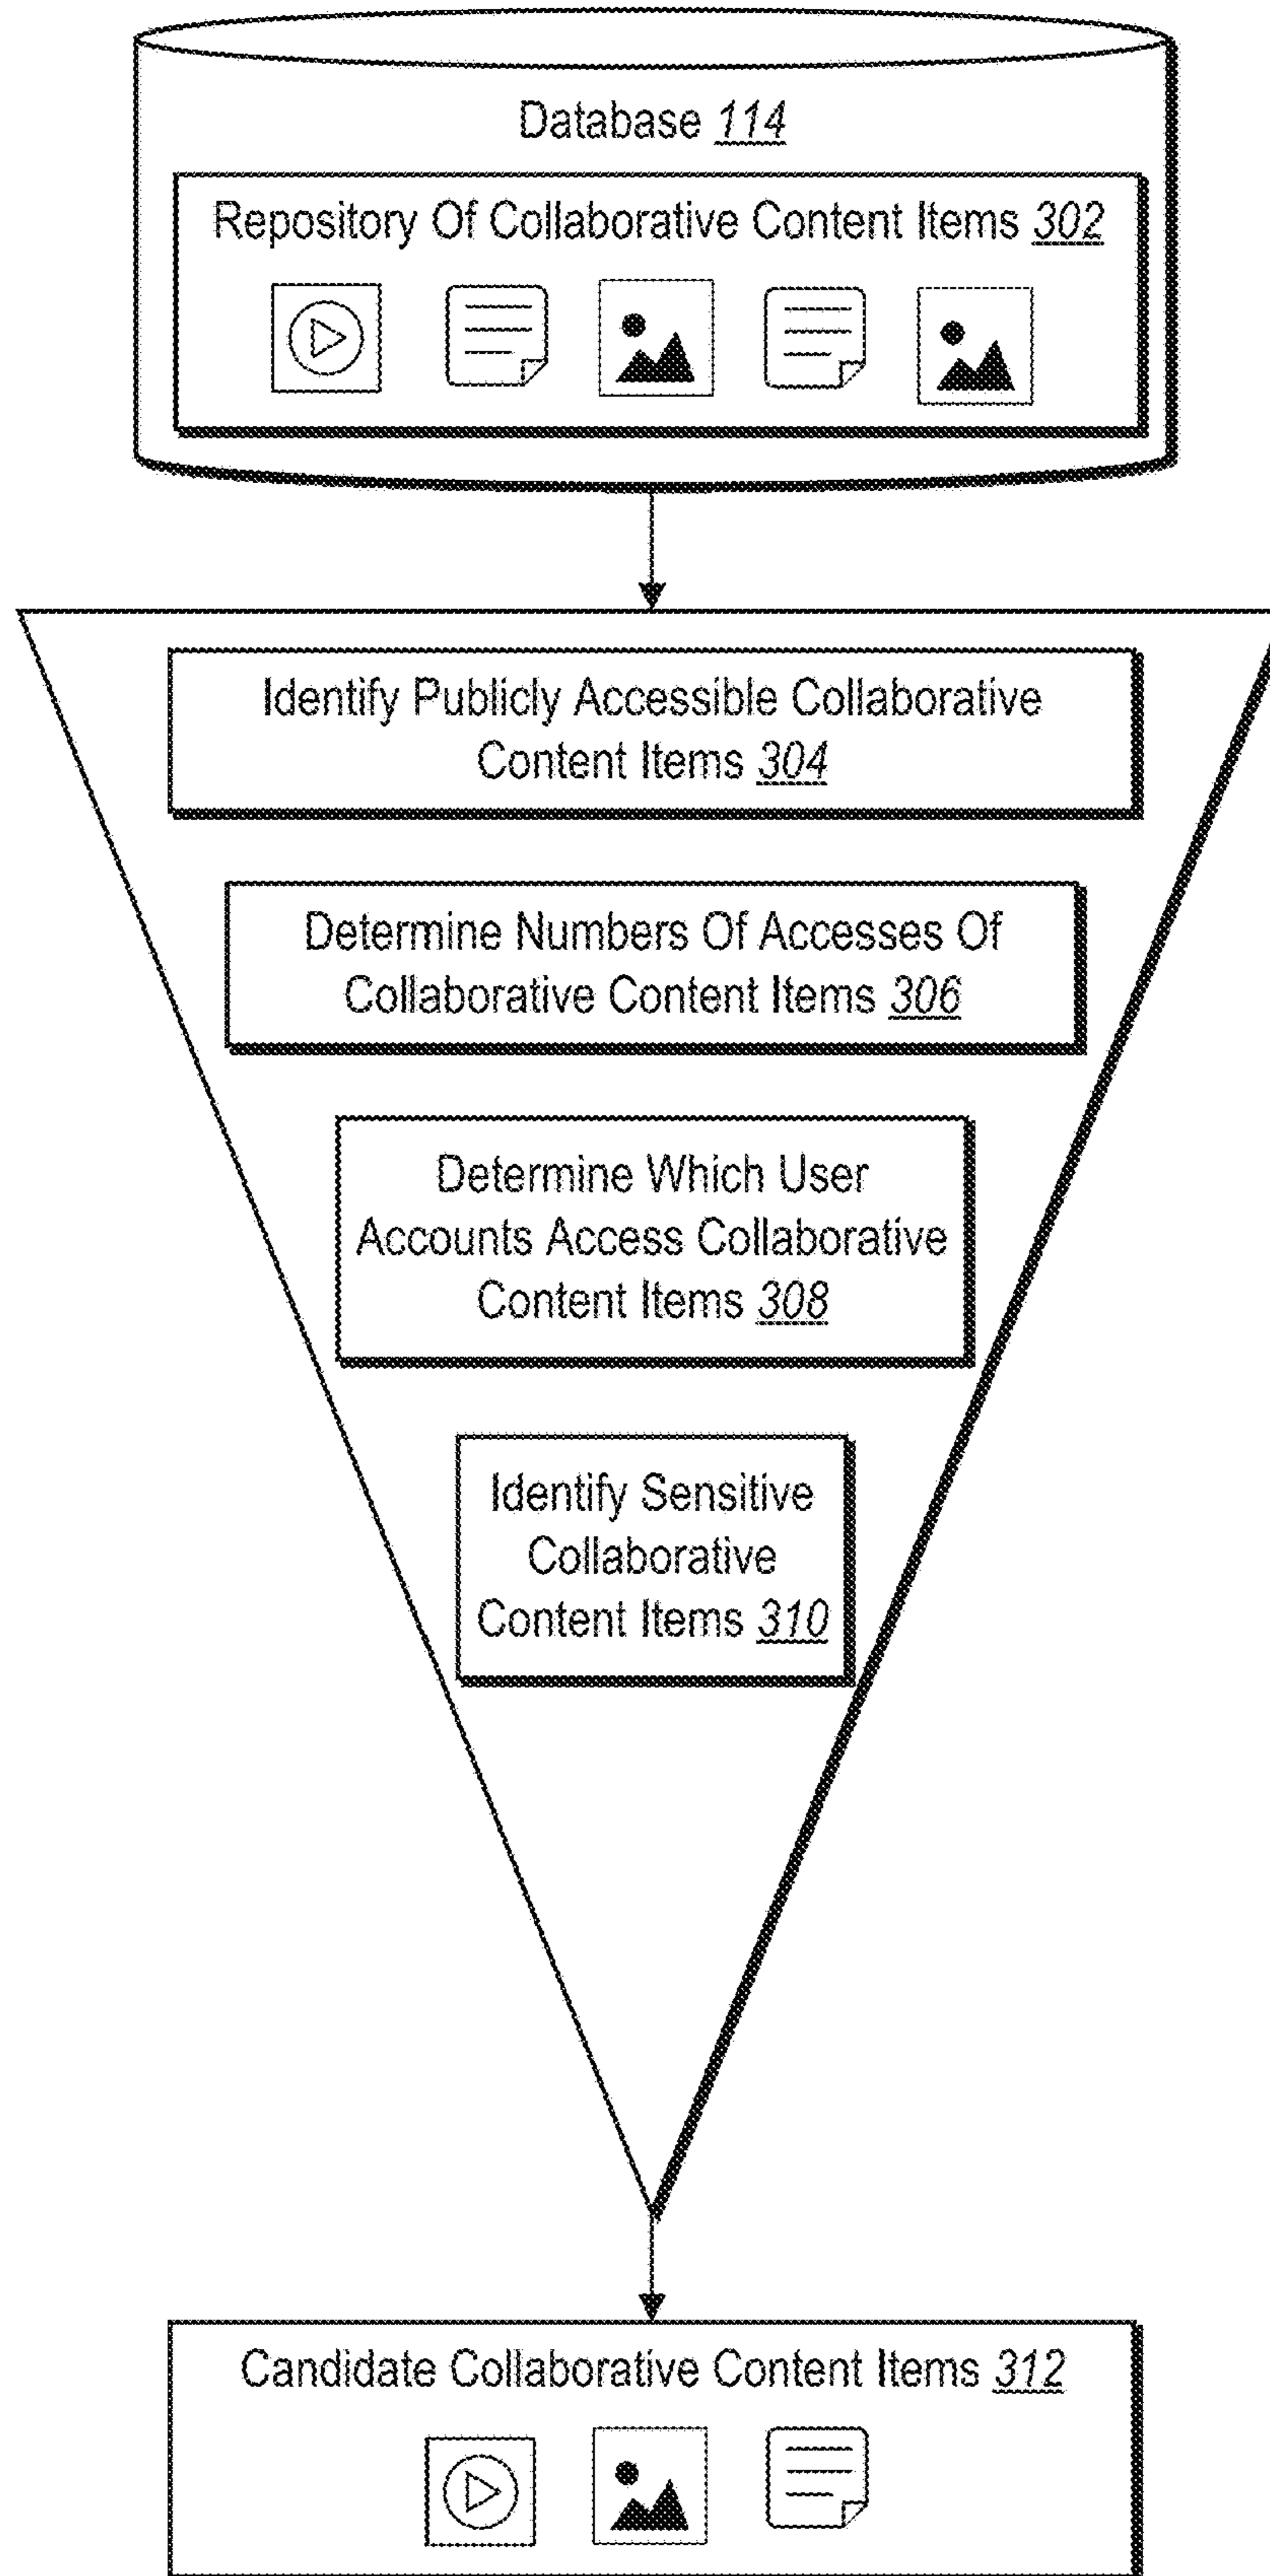 Database 114
Repository Of Collaborative Content Items 302
Identify Publicly Accessible Collaborative
Content Items 304
Determine Numbers Of Accesses Of
Collaborative Content Items 306
Determine Which User
Accounts Access Collaborative
Content Items 308
Identify Sensitive
Collaborative
Content Items 310
Candidate Collaborative Content Items 312